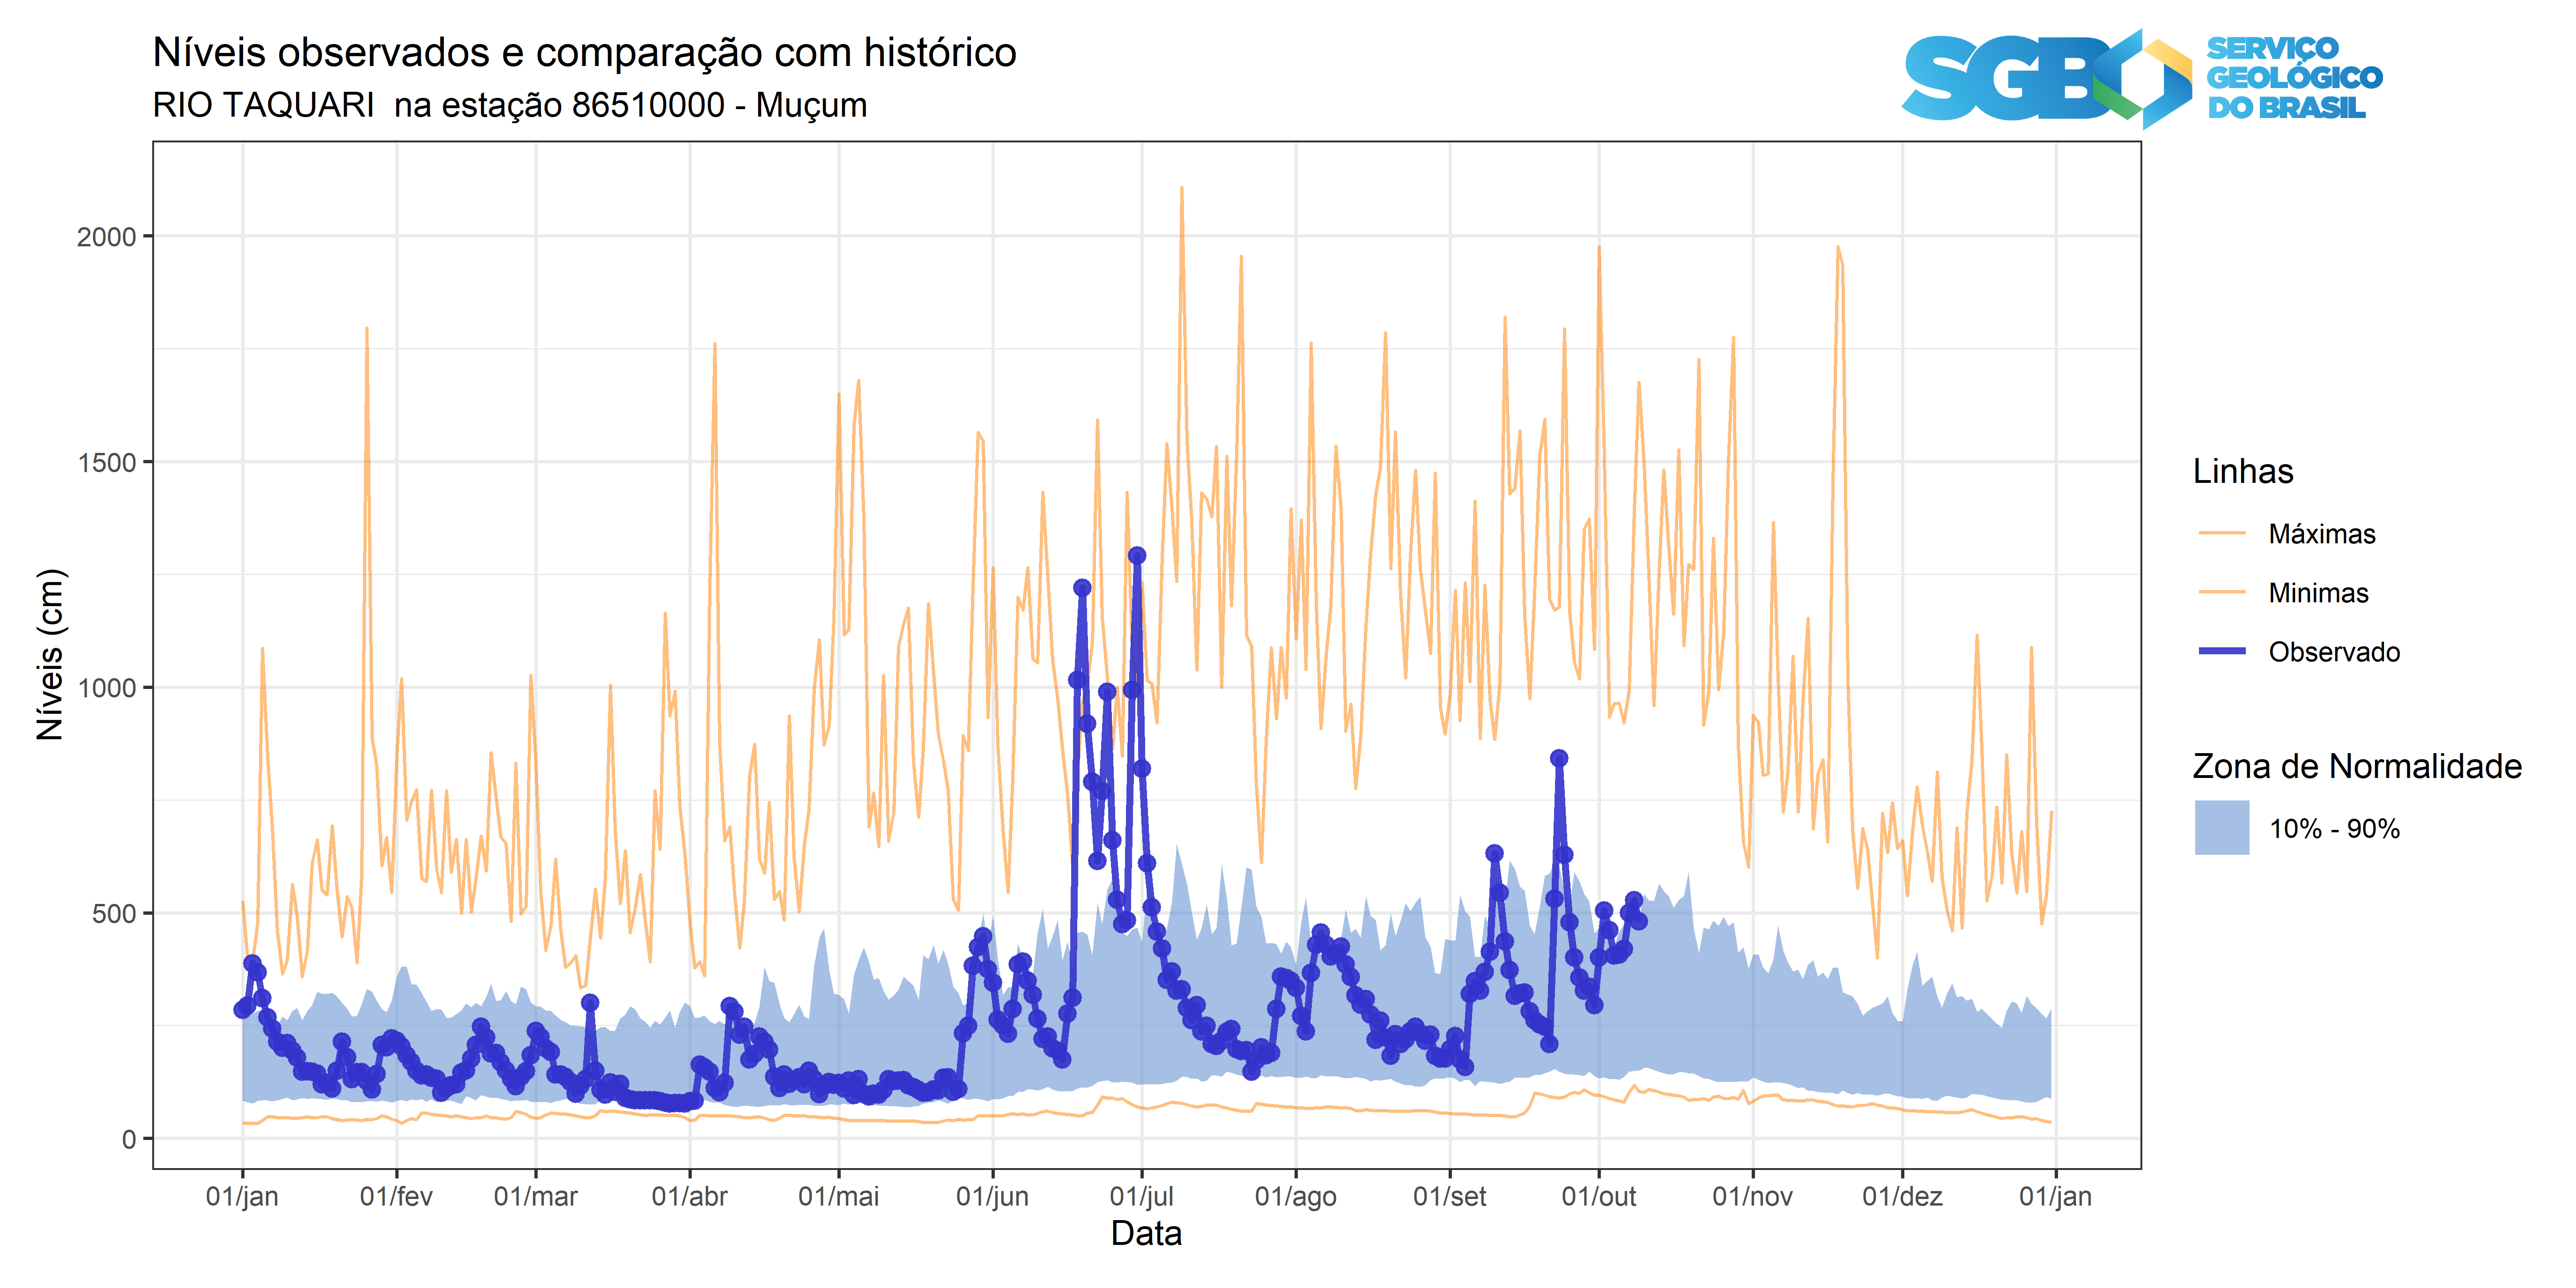 Níveis observados e comparação com histórico
RIO TAQUARI  na estação 86510000 - Muçum
SGB
SERVIÇO
GEOLÓGICO
DO BRASIL
Níveis (cm)
2000
1500
1000
500
0
01/jan
01/fev
01/mar
01/abr
01/mai
01/jun
01/jul
01/ago
01/set
01/out
01/nov
01/dez
01/jan
Data
Linhas
Máximas
Minimas
Observado
Zona de Normalidade
10% - 90%